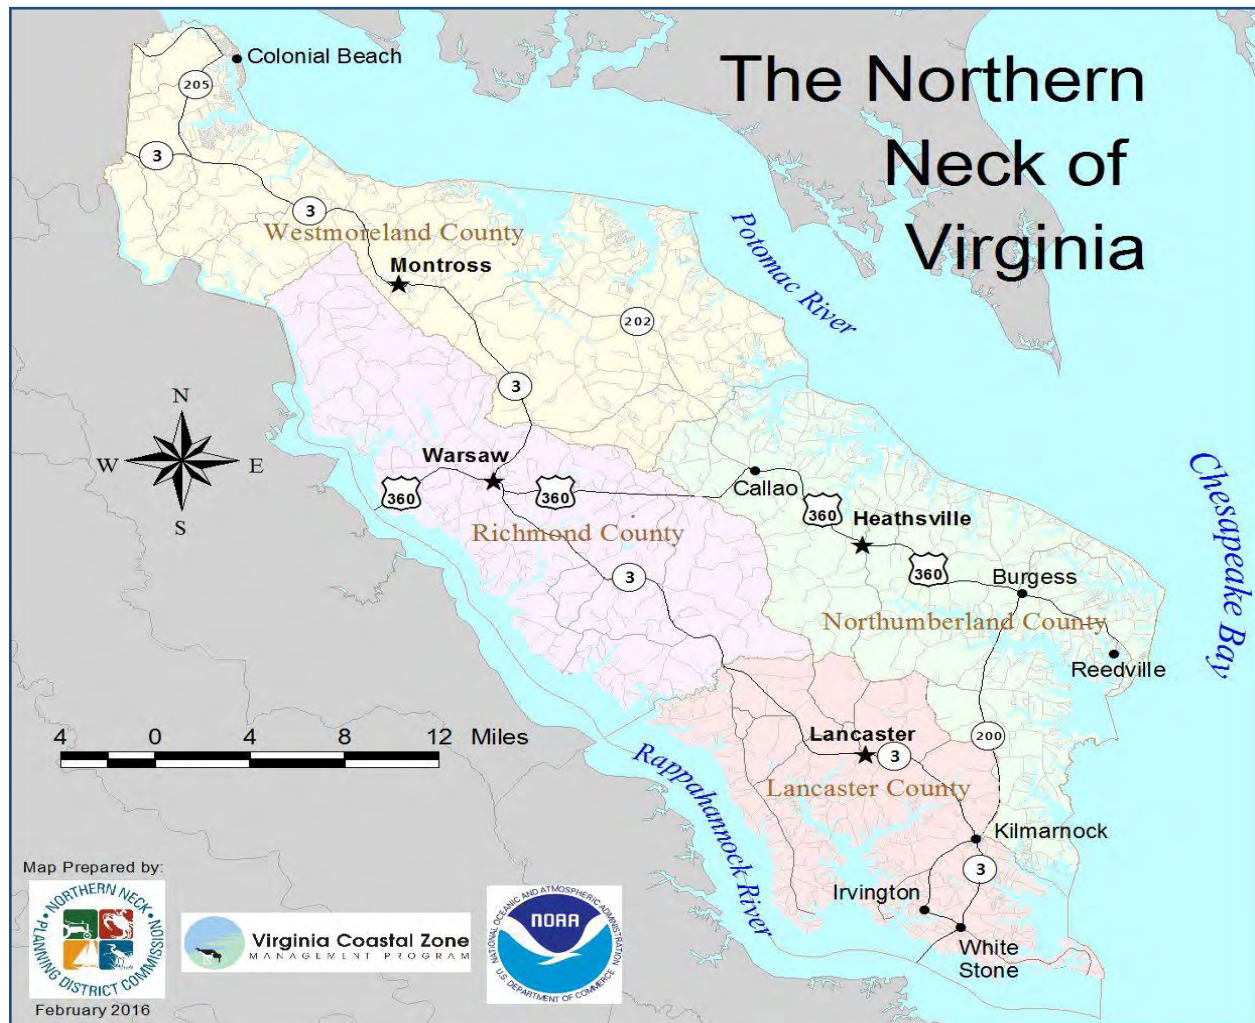 The Northern
Neck of
Virginia
Colonial Beach
205
3
3
Westmoreland County
Montross
Potomac River
202
3
N
W
E
S
Warsaw
360
360
Callao
360
Heathsville
Chesapeake Bay
Richmond County
360
3
Burgess
Northumberland County
Reedville
4
0
4
8
12
Miles
Lancaster
3
200
Rappahannock River
Lancaster County
Kilmarnock
3
Irvington
White
Stone
Map Prepared by:
NORTHERN NECK
PLANNING DISTRICT COMMISSION
February 2016
Virginia Coastal Zone
MANAGEMENT PROGRAM
NATIONAL OCEANIC AND ATMOSPHERIC ADMINISTRATION
NOAA
U.S. DEPARTMENT OF COMMERCE